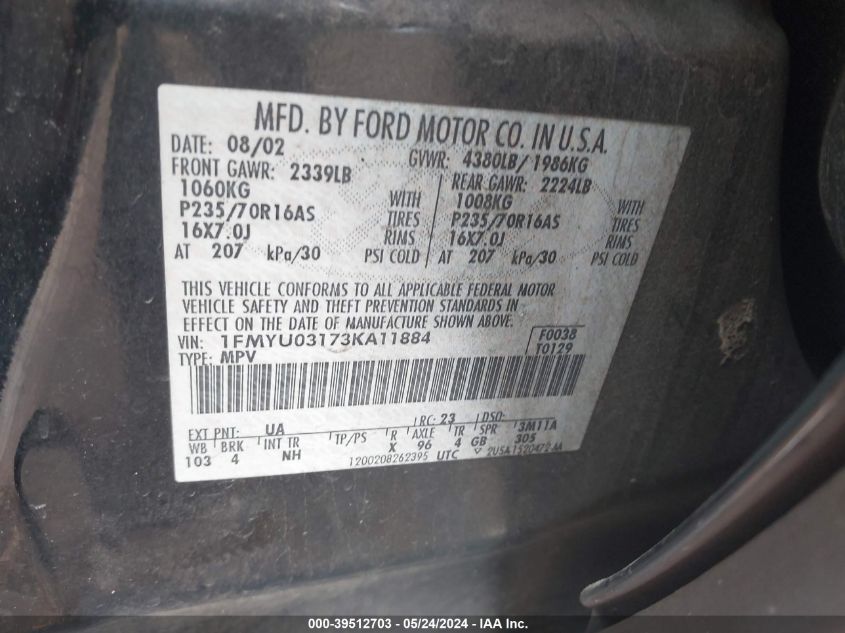 MFD. BY FORD MOTOR CO. IN U.S.A.
DATE: 08/02 GVWR: 4380LB/ 1986KG
FRONT GAWR: 2339LB REAR GAWR: 2224LB
1060KG WITH 1008KG WITH
P235/70R16AS TIRES P235/70R16AS TIRES
16X7.0J RIMS 16X7.0J RIMS
AT 207 kPa/30 PSI COLD AT 207 kPa/30 PSI COLD
THIS VEHICLE CONFORMS TO ALL APPLICABLE FEDERAL MOTOR
VEHICLE SAFETY AND THEFT PREVENTION STANDARDS IN
EFFECT ON THE DATE OF MANUFACTURE SHOWN ABOVE.
VIN: 1FMYU03173KA11884 F0038
TYPE: MPV T0129
EXT PNT: UA RC: 23 DSO:
WB BRK INT TR TP/PS R AXLE TR SPR 3M11A
103 4 NH X 96 4 GB 305
1200208262395 UTC
000-39512703 - 05/24/2024 - IAAI Inc.